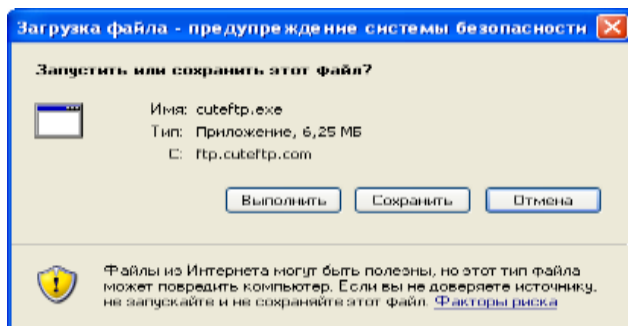 Загрузка файла - предупреждение системы безопасности
Запустить или сохранить этот файл?
Имя: cuteftp.exe
Тип: Приложение, 6,25 МБ
С: ftp.cuteftp.com
Выполнить Сохранить Отмена
Файлы из Интернета могут быть полезны, но этот тип файла
может повредить компьютер. Если вы не доверяете источнику,
не запускайте и не сохраняйте этот файл. Факторы риска